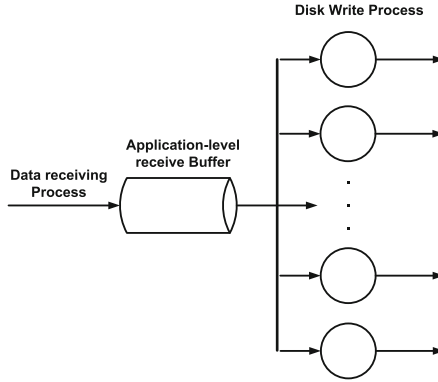 Disk Write Process
Application-level
receive Buffer
Data receiving
Process